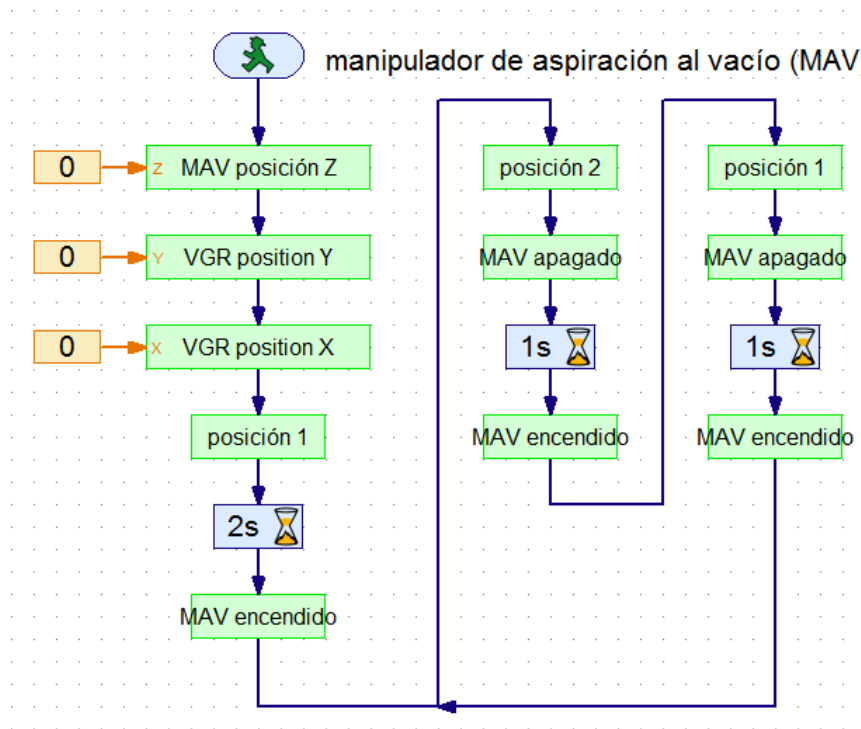 manipulador de aspiración al vacío (MAV
0
Z MAV posición Z
0
Y VGR position Y
0
X VGR position X
posición 1
2s
MAV encendido
posición 2
MAV apagado
1s
MAV encendido
posición 1
MAV apagado
1s
MAV encendido